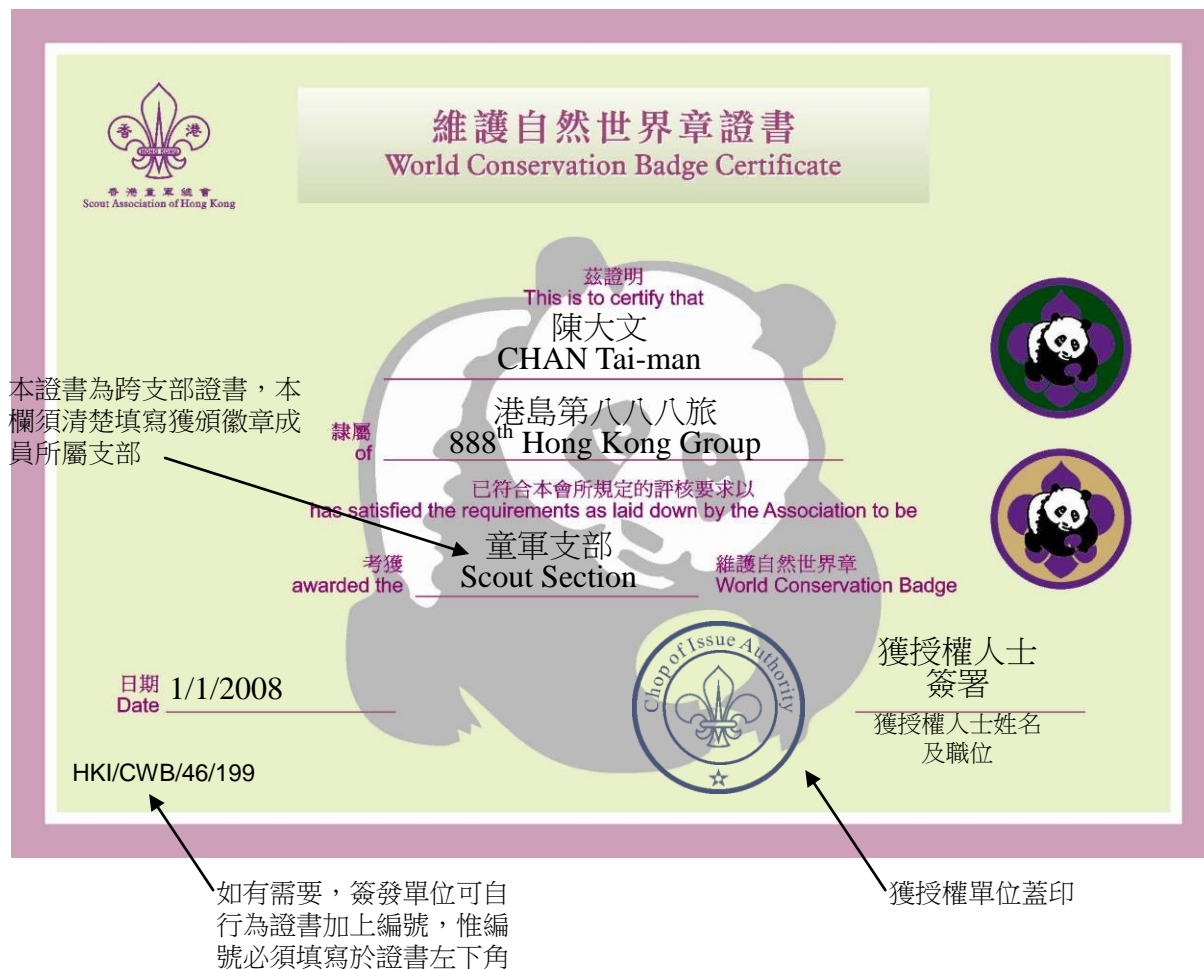 香 港
HONG KONG
香港童軍總會
Scout Association of Hong Kong
維護自然世界章證書
World Conservation Badge Certificate
茲證明
This is to certify that
陳大文
CHAN Tai-man
本證書為跨支部證書，本
欄須清楚填寫獲頒徽章成
員所屬支部
隸屬
of
港島第八八八旅
888th Hong Kong Group
已符合本會所規定的評核要求以
has satisfied the requirements as laid down by the Association to be
考獲
awarded the
童軍支部
Scout Section
維護自然世界章
World Conservation Badge
日期
Date
1/1/2008
Chop of Issue Authority
獲授權人士
簽署
獲授權人士姓名
及職位
HKI/CWB/46/199
如有需要，簽發單位可自
行為證書加上編號，惟編
號必須填寫於證書左下角
獲授權單位蓋印